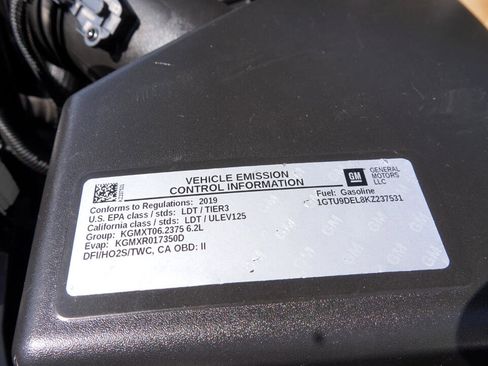 VEHICLE EMISSION
CONTROL INFORMATION
GM
GENERAL
MOTORS
LLC
Conforms to Regulations: 2019
Fuel: Gasoline
U.S. EPA class / stds: LDT / TIER3
1GTU9DEL8KZ237531
California class / stds: LDT / ULEV125
Group: KGMXT06.2375 6.2L
Evap: KGMXR017350D
DFI/HO2S/TWC, CA OBD: II